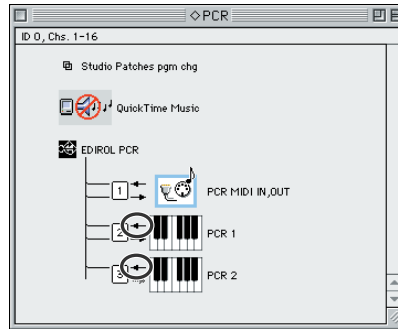 ◇PCR
ID 0, Chs. 1-16
Studio Patches pgm chg
QuickTime Music
EDIROL PCR
1
PCR MIDI IN,OUT
2
PCR 1
3
PCR 2